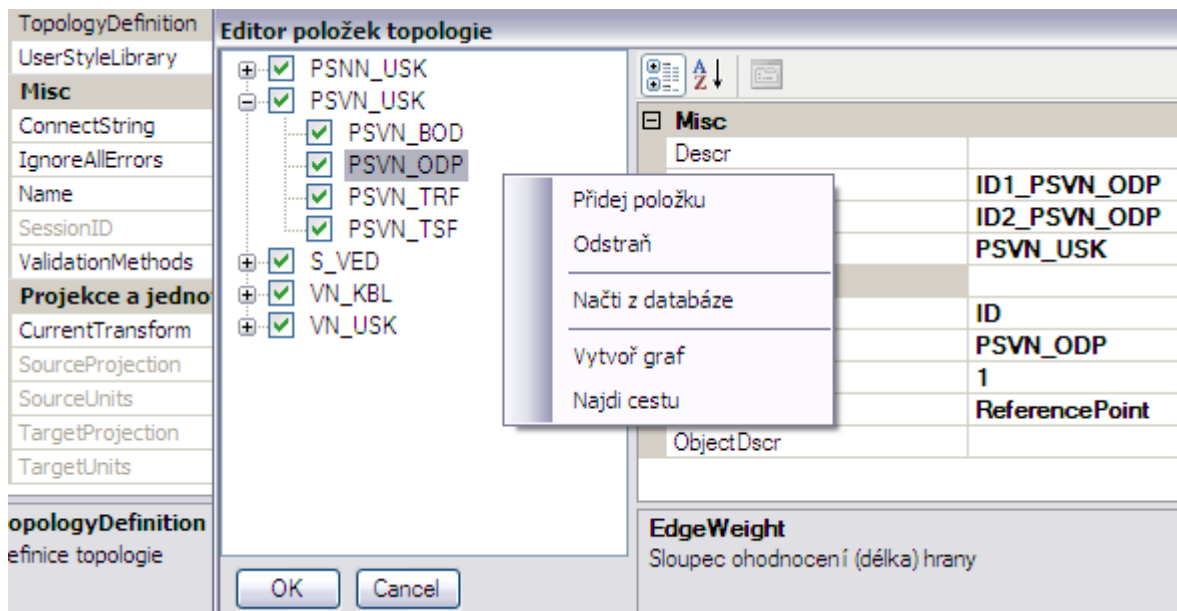 TopologyDefinition
UserStyleLibrary
Misc
ConnectString
IgnoreAllErrors
Name
SessionID
ValidationMethods
Projekce a jedno
CurrentTransform
SourceProjection
SourceUnits
TargetProjection
TargetUnits
opologyDefinition
efinice topologie
Editor položek topologie
PSNN_USK
PSVN_USK
PSVN_BOD
PSVN_ODP
PSVN_TRF
PSVN_TSF
S_VED
VN_KBL
VN_USK
OK
Cancel
Přidej položku
Odstraň
Načti z databáze
Vytvoř graf
Najdi cestu
Misc
Descr
ID1_PSVN_ODP
ID2_PSVN_ODP
PSVN_USK
ID
PSVN_ODP
1
ReferencePoint
ObjectDscr
EdgeWeight
Sloupec ohodnocení (délka) hrany